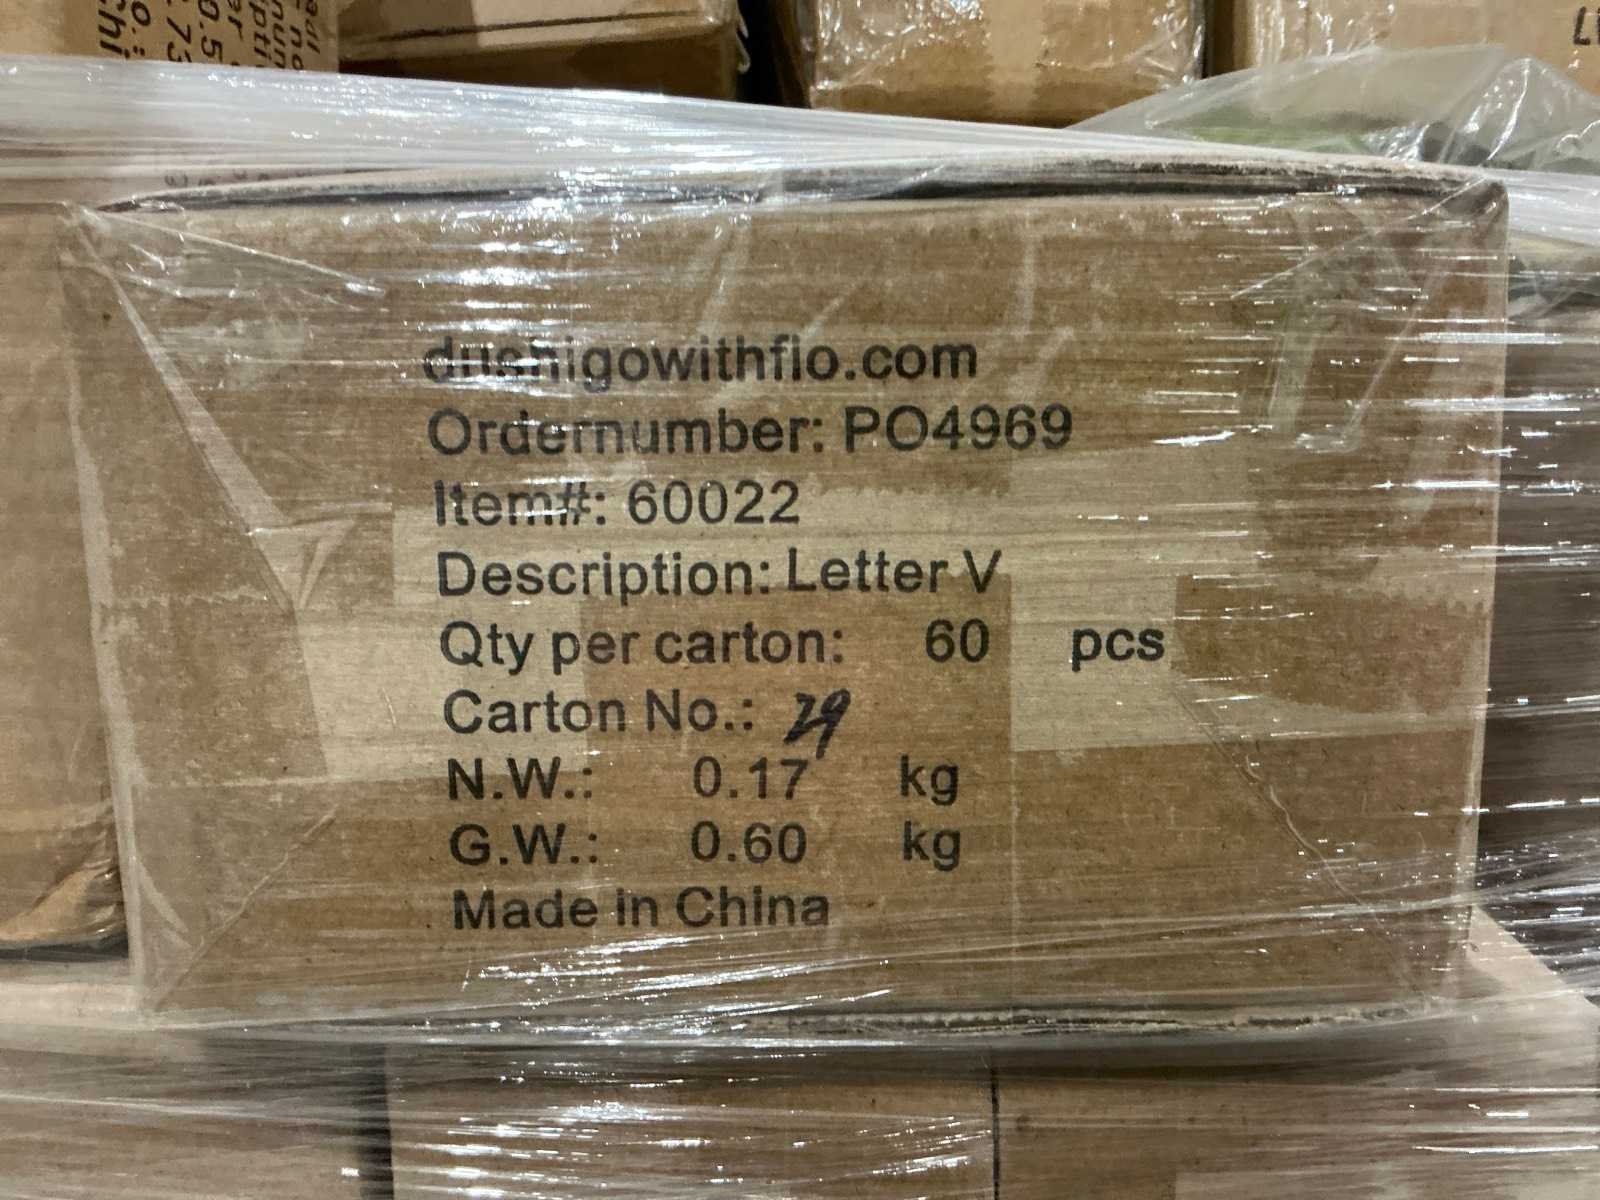 dushigowithflo.com
Ordernumber: PO4969
Item#: 60022
Description: Letter V
Qty per carton: 60 pcs
Carton No.: 29
N.W.: 0.17 kg
G.W.: 0.60 kg
Made in China